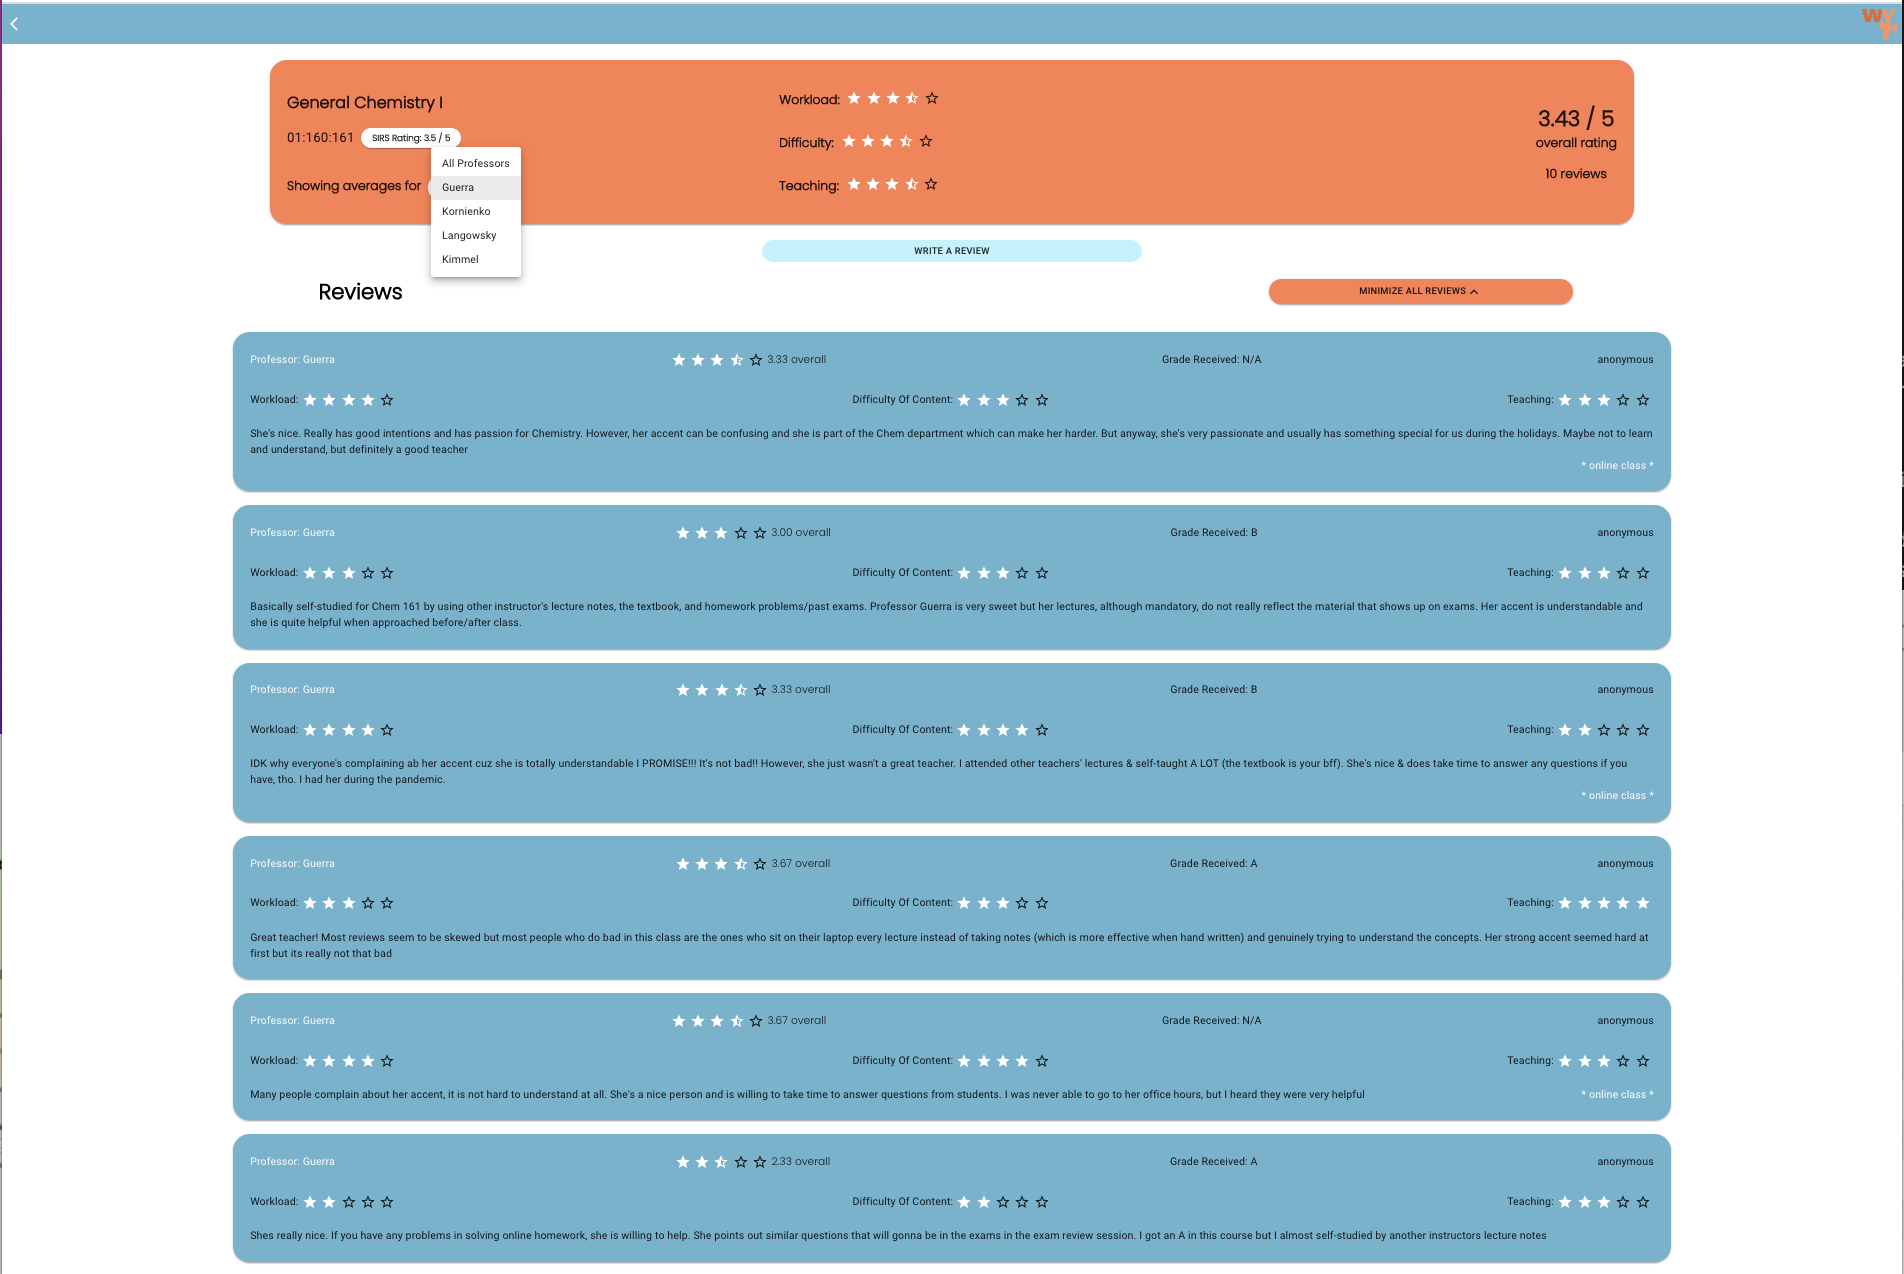 wyrf
General Chemistry I
01:160:161
SIRS Rating: 3.5 / 5
Showing averages for
All Professors
Guerra
Kornienko
Langowsky
Kimmel
Workload:
Difficulty:
Teaching:
3.43 / 5
overall rating
10 reviews
WRITE A REVIEW
Reviews
MINIMIZE ALL REVIEWS
Professor: Guerra
3.33 overall
Grade Received: N/A
anonymous
Workload:
Difficulty Of Content:
Teaching:
She's nice. Really has good intentions and has passion for Chemistry. However, her accent can be confusing and she is part of the Chem department which can make her harder. But anyway, she's very passionate and usually has something special for us during the holidays. Maybe not to learn
and understand, but definitely a good teacher
* online class *
Professor: Guerra
3.00 overall
Grade Received: B
anonymous
Workload:
Difficulty Of Content:
Teaching:
Basically self-studied for Chem 161 by using other instructor's lecture notes, the textbook, and homework problems/past exams. Professor Guerra is very sweet but her lectures, although mandatory, do not really reflect the material that shows up on exams. Her accent is understandable and
she is quite helpful when approached before/after class.
Professor: Guerra
3.33 overall
Grade Received: B
anonymous
Workload:
Difficulty Of Content:
Teaching:
IDK why everyone's complaining ab her accent cuz she is totally understandable I PROMISE!!! It's not bad!! However, she just wasn't a great teacher. I attended other teachers' lectures & self-taught A LOT (the textbook is your bff). She's nice & does take time to answer any questions if you
have, tho. I had her during the pandemic.
* online class *
Professor: Guerra
3.67 overall
Grade Received: A
anonymous
Workload:
Difficulty Of Content:
Teaching:
Great teacher! Most reviews seem to be skewed but most people who do bad in this class are the ones who sit on their laptop every lecture instead of taking notes (which is more effective when hand written) and genuinely trying to understand the concepts. Her strong accent seemed hard at
first but its really not that bad
Professor: Guerra
3.67 overall
Grade Received: N/A
anonymous
Workload:
Difficulty Of Content:
Teaching:
Many people complain about her accent, it is not hard to understand at all. She's a nice person and is willing to take time to answer questions from students. I was never able to go to her office hours, but I heard they were very helpful
* online class *
Professor: Guerra
2.33 overall
Grade Received: A
anonymous
Workload:
Difficulty Of Content:
Teaching:
Shes really nice. If you have any problems in solving online homework, she is willing to help. She points out similar questions that will gonna be in the exams in the exam review session. I got an A in this course but I almost self-studied by another instructors lecture notes